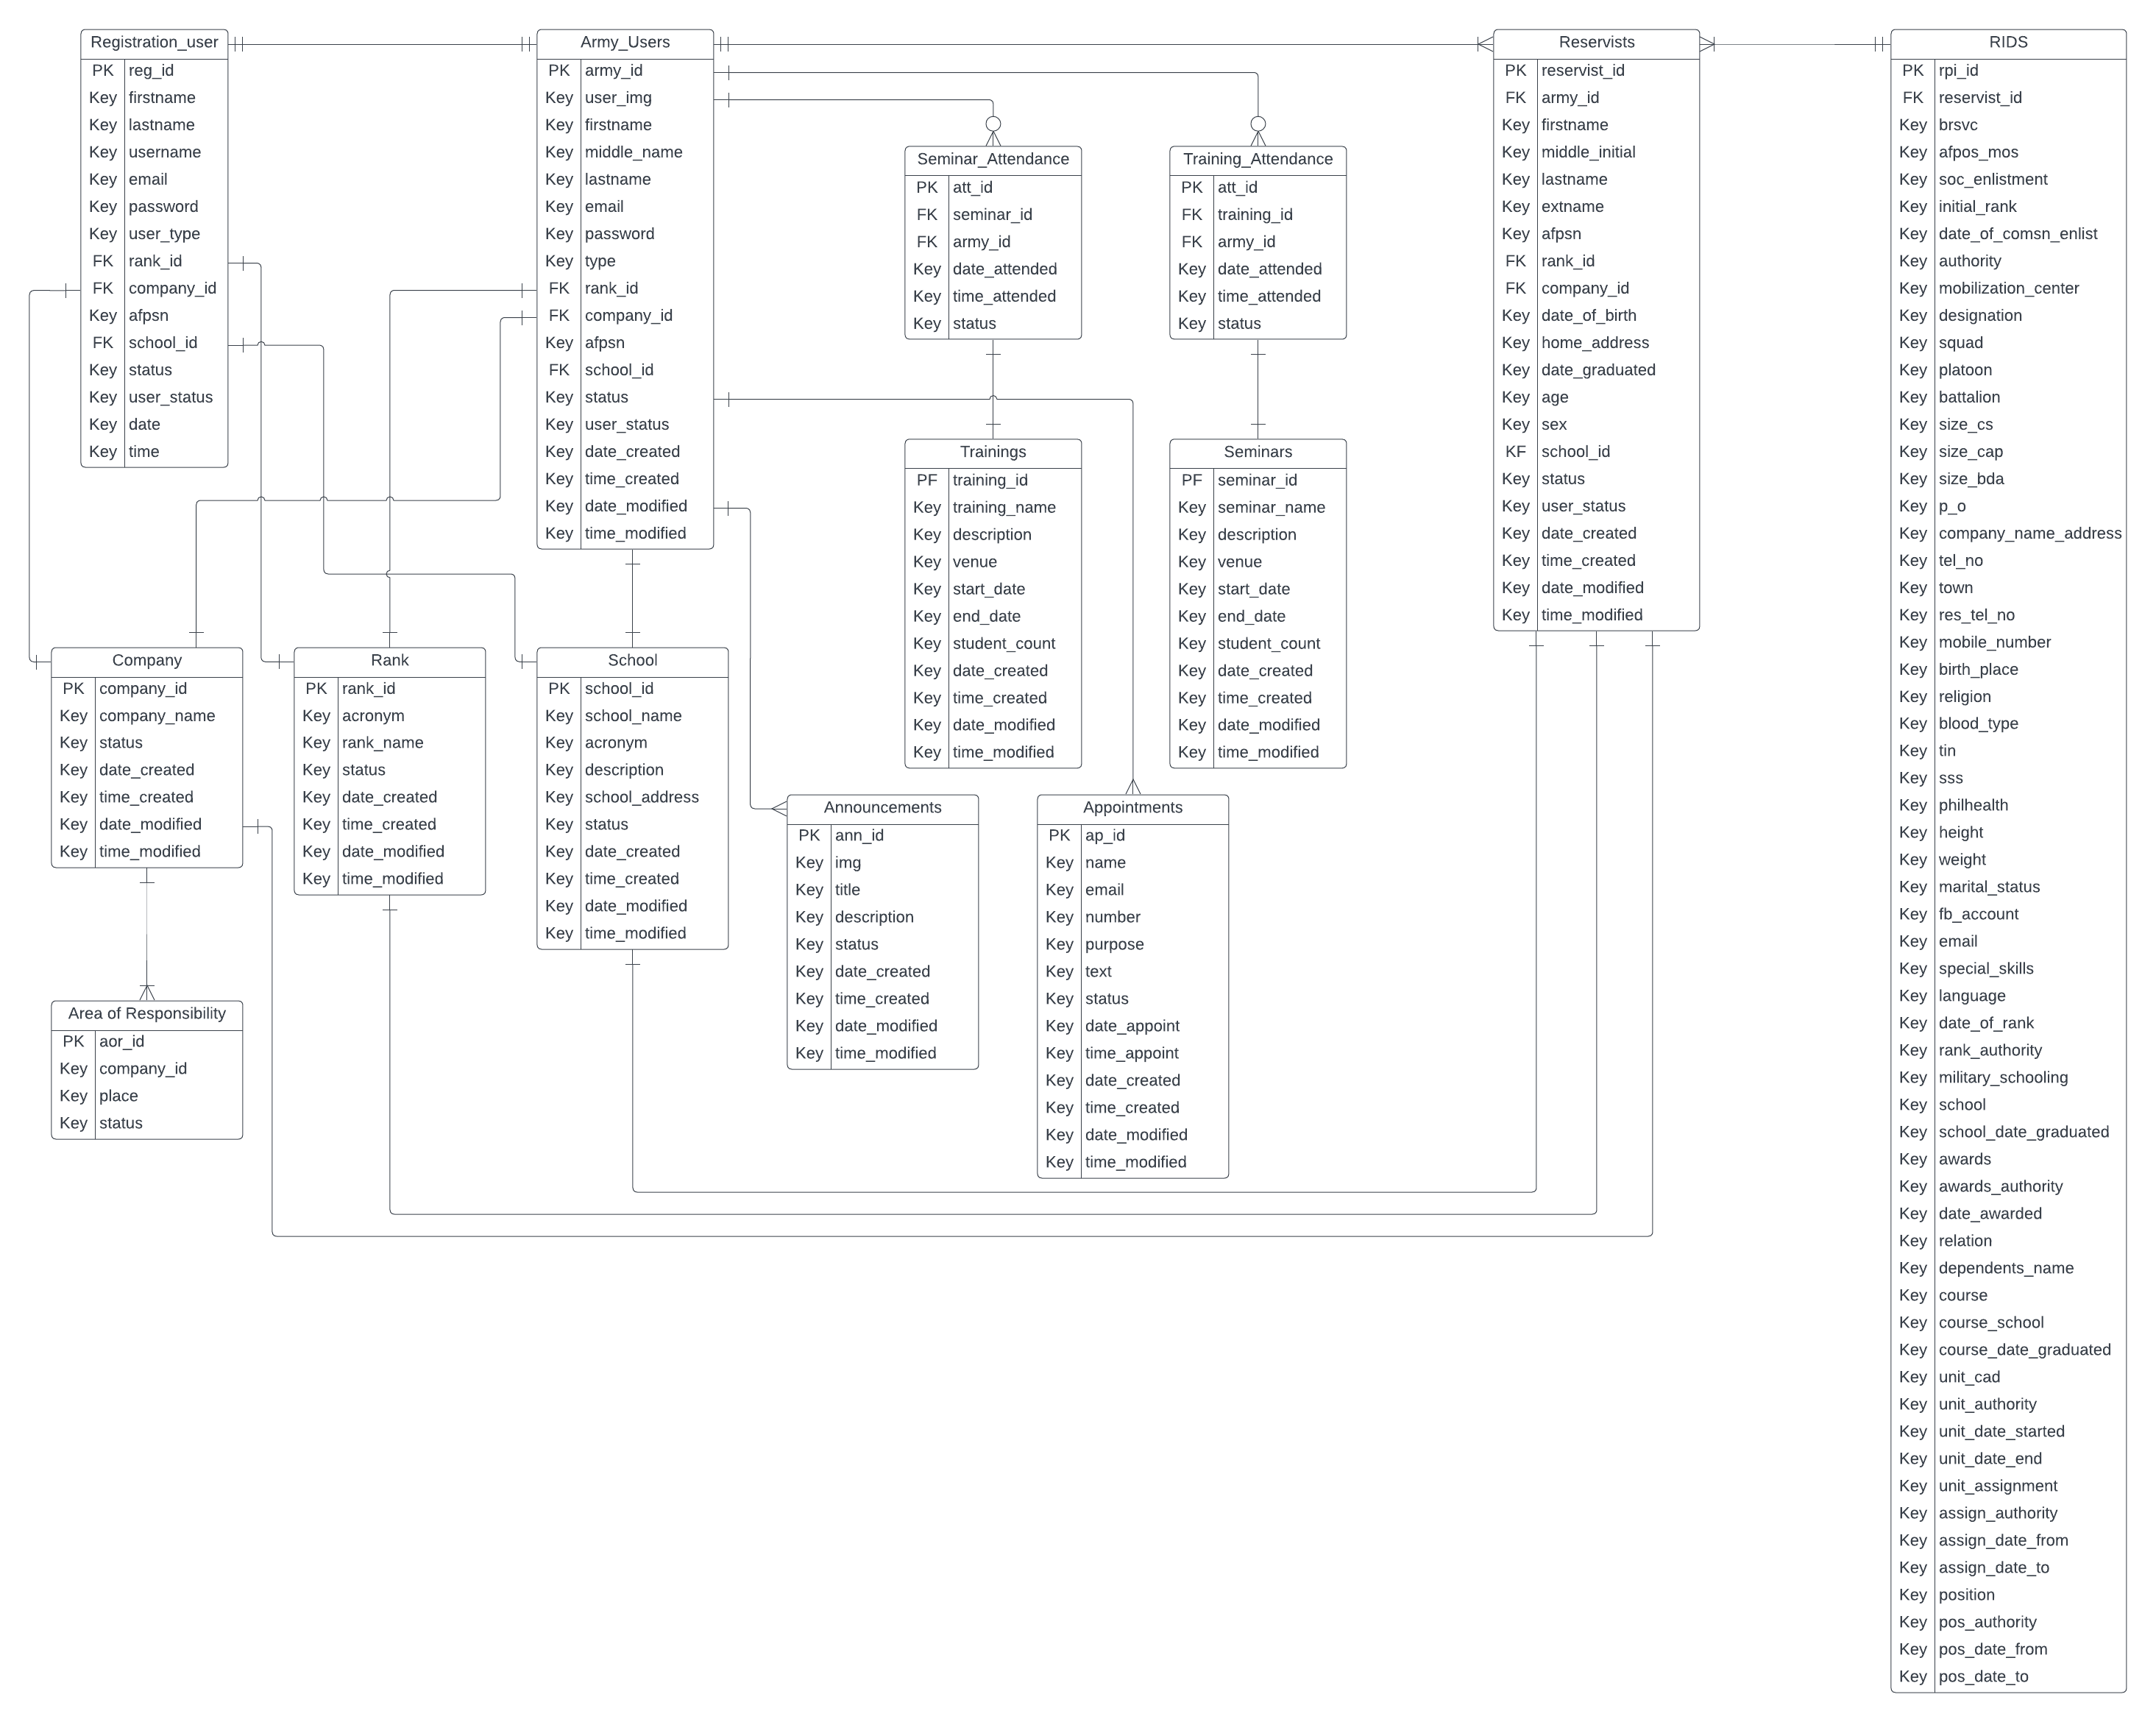 Registration_user
PK reg_id
Key firstname
Key lastname
Key username
Key email
Key password
Key user_type
FK rank_id
FK company_id
Key afpsn
FK school_id
Key status
Key user_status
Key date
Key time
Army_Users
PK army_id
Key user_img
Key firstname
Key middle_name
Key lastname
Key email
Key password
Key type
FK rank_id
FK company_id
Key afpsn
FK school_id
Key status
Key user_status
Key date_created
Key time_created
Key date_modified
Key time_modified
Seminar_Attendance
PK att_id
FK seminar_id
FK army_id
Key date_attended
Key time_attended
Key status
Training_Attendance
PK att_id
FK training_id
FK army_id
Key date_attended
Key time_attended
Key status
Reservists
PK reservist_id
FK army_id
Key firstname
Key middle_initial
Key lastname
Key extname
Key afpsn
FK rank_id
FK company_id
Key date_of_birth
Key home_address
Key date_graduated
Key age
Key sex
KF school_id
Key status
Key user_status
Key date_created
Key time_created
Key date_modified
Key time_modified
RIDS
PK rpi_id
FK reservist_id
Key brsvc
Key afpos_mos
Key soc_enlistment
Key initial_rank
Key date_of_comsn_enlist
Key authority
Key mobilization_center
Key designation
Key squad
Key platoon
Key battalion
Key size_cs
Key size_cap
Key size_bda
Key p_o
Key company_name_address
Key tel_no
Key town
Key res_tel_no
Key mobile_number
Key birth_place
Key religion
Key blood_type
Key tin
Key sss
Key philhealth
Key height
Key weight
Key marital_status
Key fb_account
Key email
Key special_skills
Key language
Key date_of_rank
Key rank_authority
Key military_schooling
Key school
Key school_date_graduated
Key awards
Key awards_authority
Key date_awarded
Key relation
Key dependents_name
Key course
Key course_school
Key course_date_graduated
Key unit_cad
Key unit_authority
Key unit_date_started
Key unit_date_end
Key unit_assignment
Key assign_authority
Key assign_date_from
Key assign_date_to
Key position
Key pos_authority
Key pos_date_from
Key pos_date_to
Trainings
PF training_id
Key training_name
Key description
Key venue
Key start_date
Key end_date
Key student_count
Key date_created
Key time_created
Key date_modified
Key time_modified
Seminars
PF seminar_id
Key seminar_name
Key description
Key venue
Key start_date
Key end_date
Key student_count
Key date_created
Key time_created
Key date_modified
Key time_modified
Company
PK company_id
Key company_name
Key status
Key date_created
Key time_created
Key date_modified
Key time_modified
Rank
PK rank_id
Key acronym
Key rank_name
Key status
Key date_created
Key time_created
Key date_modified
Key time_modified
School
PK school_id
Key school_name
Key acronym
Key description
Key school_address
Key status
Key date_created
Key time_created
Key date_modified
Key time_modified
Announcements
PK ann_id
Key img
Key title
Key description
Key status
Key date_created
Key time_created
Key date_modified
Key time_modified
Appointments
PK ap_id
Key name
Key email
Key number
Key purpose
Key text
Key status
Key date_appoint
Key time_appoint
Key date_created
Key time_created
Key date_modified
Key time_modified
Area of Responsibility
PK aor_id
Key company_id
Key place
Key status